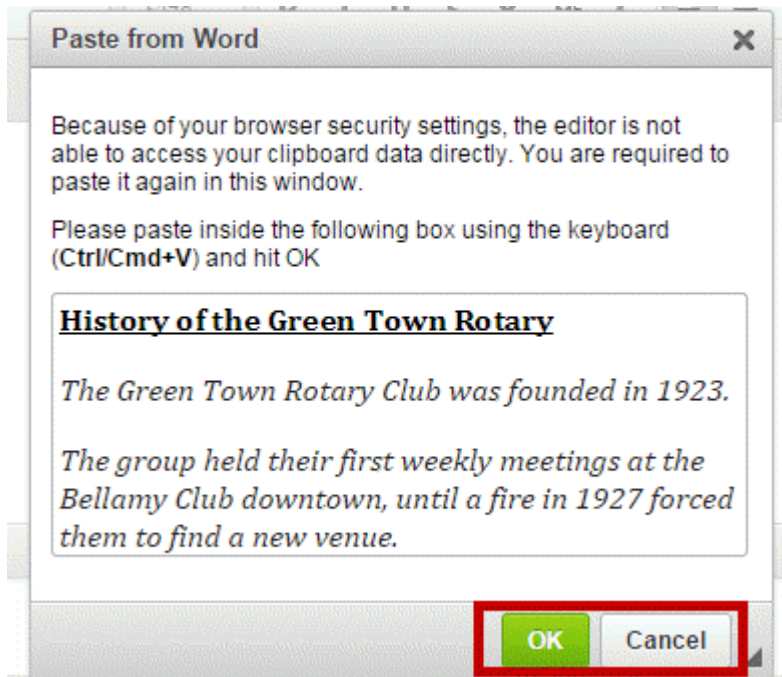 Paste from Word
Because of your browser security settings, the editor is not
able to access your clipboard data directly. You are required to
paste it again in this window.
Please paste inside the following box using the keyboard
(Ctrl/Cmd+V) and hit OK
History of the Green Town Rotary
The Green Town Rotary Club was founded in 1923.
The group held their first weekly meetings at the
Bellamy Club downtown, until a fire in 1927 forced
them to find a new venue.
OK Cancel